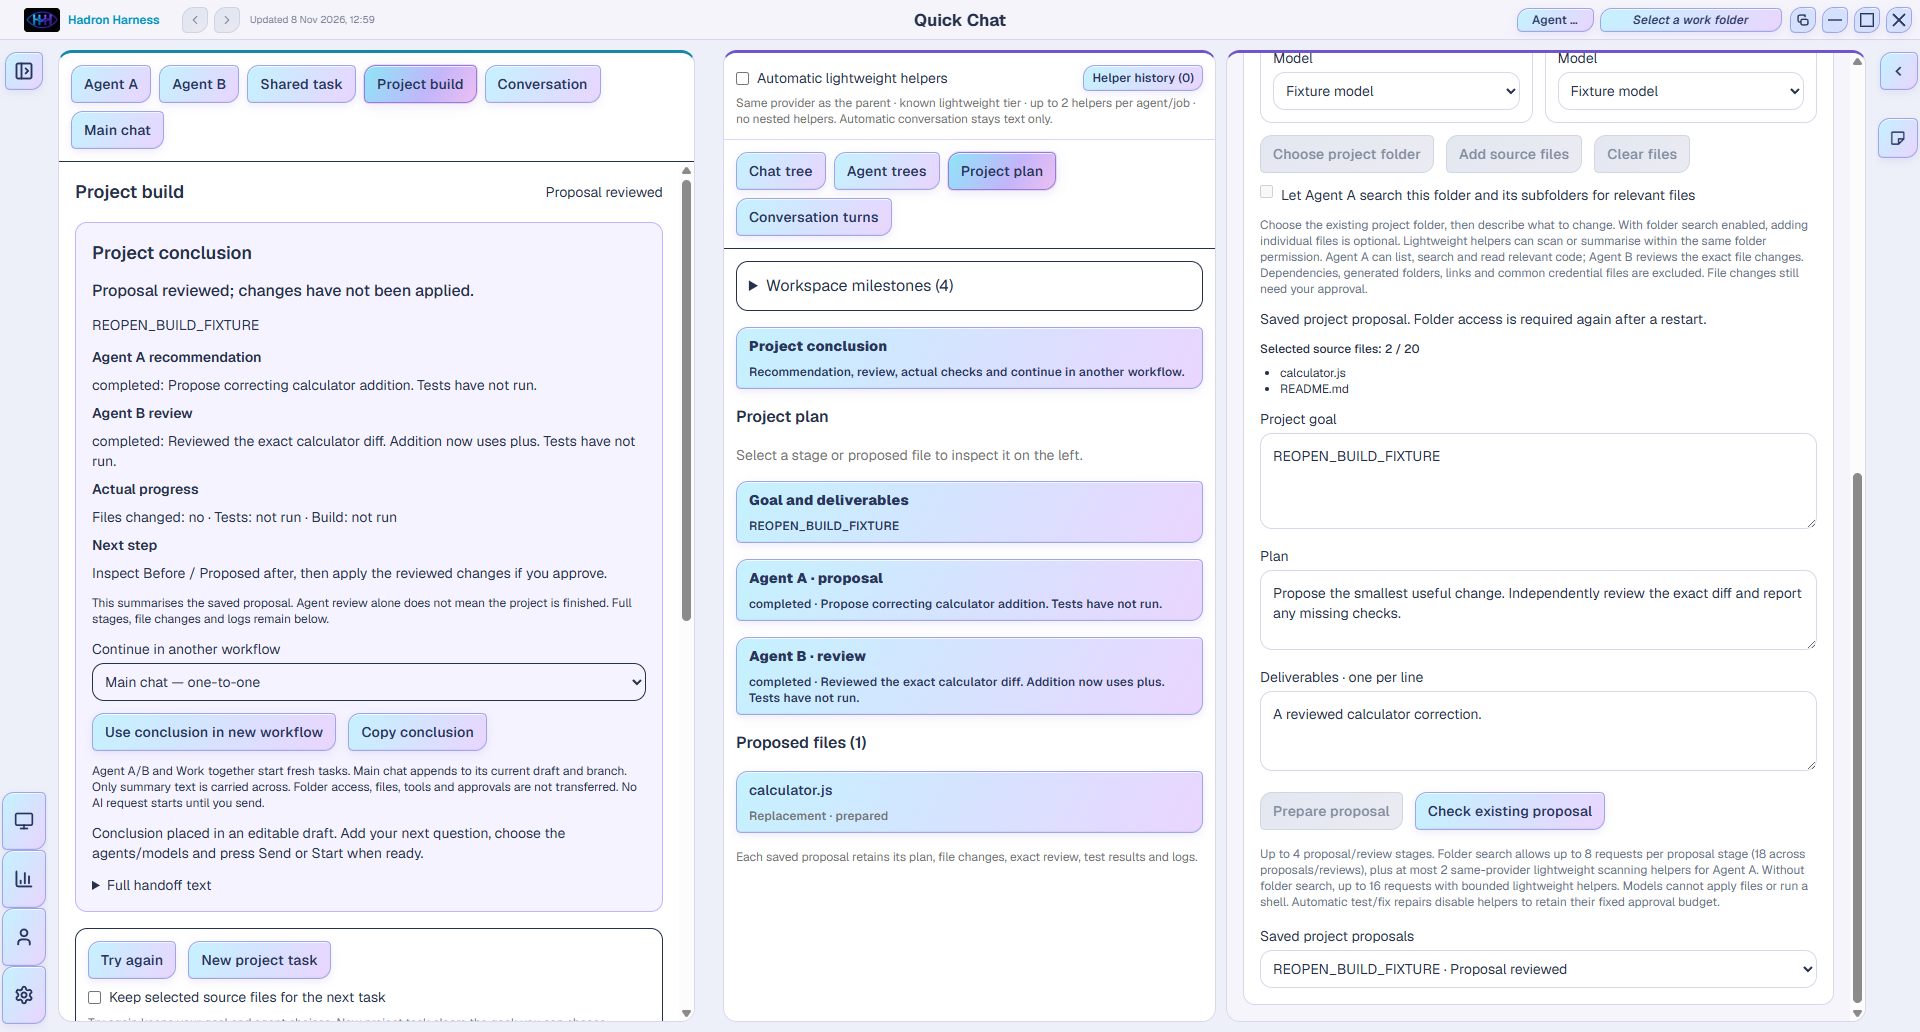 Hadron Harness
Updated 8 Nov 2026, 12:59
Quick Chat
Agent ...
Select a work folder
Agent A
Agent B
Shared task
Project build
Conversation
Main chat
Project build
Proposal reviewed
Project conclusion
Proposal reviewed; changes have not been applied.
REOPEN_BUILD_FIXTURE
Agent A recommendation
completed: Propose correcting calculator addition. Tests have not run.
Agent B review
completed: Reviewed the exact calculator diff. Addition now uses plus. Tests have not
run.
Actual progress
Files changed: no · Tests: not run · Build: not run
Next step
Inspect Before / Proposed after, then apply the reviewed changes if you approve.
This summarises the saved proposal. Agent review alone does not mean the project is finished. Full
stages, file changes and logs remain below.
Continue in another workflow
Main chat — one-to-one
Use conclusion in new workflow
Copy conclusion
Agent A/B and Work together start fresh tasks. Main chat appends to its current draft and branch.
Only summary text is carried across. Folder access, files, tools and approvals are not transferred. No
AI request starts until you send.
Conclusion placed in an editable draft. Add your next question, choose the
agents/models and press Send or Start when ready.
Full handoff text
Try again
New project task
Keep selected source files for the next task
Automatic lightweight helpers
Helper history (0)
Same provider as the parent · known lightweight tier · up to 2 helpers per agent/job ·
no nested helpers. Automatic conversation stays text only.
Chat tree
Agent trees
Project plan
Conversation turns
Workspace milestones (4)
Project conclusion
Recommendation, review, actual checks and continue in another workflow.
Project plan
Select a stage or proposed file to inspect it on the left.
Goal and deliverables
REOPEN_BUILD_FIXTURE
Agent A · proposal
completed · Propose correcting calculator addition. Tests have not run.
Agent B · review
completed · Reviewed the exact calculator diff. Addition now uses plus.
Tests have not run.
Proposed files (1)
calculator.js
Replacement · prepared
Each saved proposal retains its plan, file changes, exact review, test results and logs.
Model
Model
Fixture model
Fixture model
Choose project folder
Add source files
Clear files
Let Agent A search this folder and its subfolders for relevant files
Choose the existing project folder, then describe what to change. With folder search enabled, adding
individual files is optional. Lightweight helpers can scan or summarise within the same folder
permission. Agent A can list, search and read relevant code; Agent B reviews the exact file changes.
Dependencies, generated folders, links and common credential files are excluded. File changes still
need your approval.
Saved project proposal. Folder access is required again after a restart.
Selected source files: 2 / 20
calculator.js
README.md
Project goal
REOPEN_BUILD_FIXTURE
Plan
Propose the smallest useful change. Independently review the exact diff and report
any missing checks.
Deliverables · one per line
A reviewed calculator correction.
Prepare proposal
Check existing proposal
Up to 4 proposal/review stages. Folder search allows up to 8 requests per proposal stage (18 across
proposals/reviews), plus at most 2 same-provider lightweight scanning helpers for Agent A. Without
folder search, up to 16 requests with bounded lightweight helpers. Models cannot apply files or run a
shell. Automatic test/fix repairs disable helpers to retain their fixed approval budget.
Saved project proposals
REOPEN_BUILD_FIXTURE · Proposal reviewed